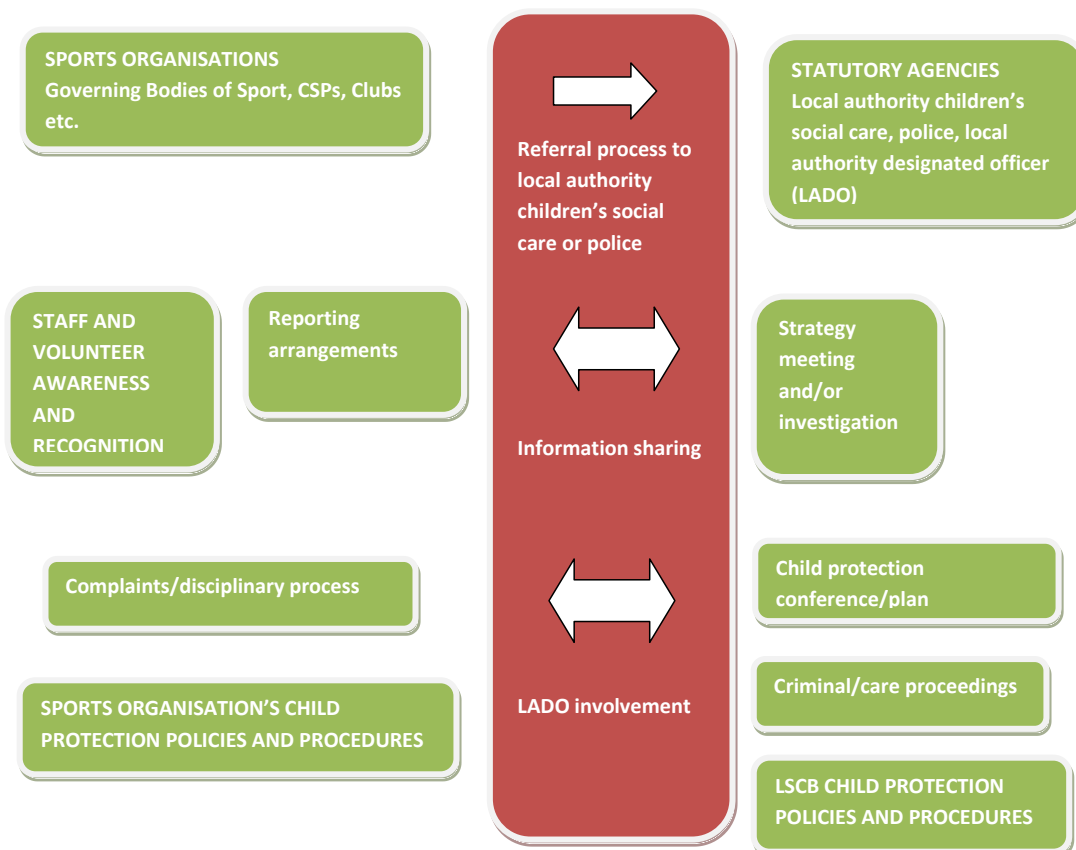 SPORTS ORGANISATIONS
Governing Bodies of Sport, CSPs, Clubs
etc.
Referral process to
local authority
children’s social
care or police
STATUTORY AGENCIES
Local authority children’s
social care, police, local
authority designated officer
(LADO)
STAFF AND
VOLUNTEER
AWARENESS
AND
RECOGNITION
Reporting
arrangements
Information sharing
Strategy
meeting
and/or
investigation
Complaints/disciplinary process
Child protection
conference/plan
SPORTS ORGANISATION’S CHILD
PROTECTION POLICIES AND PROCEDURES
LADO involvement
Criminal/care proceedings
LSCB CHILD PROTECTION
POLICIES AND PROCEDURES